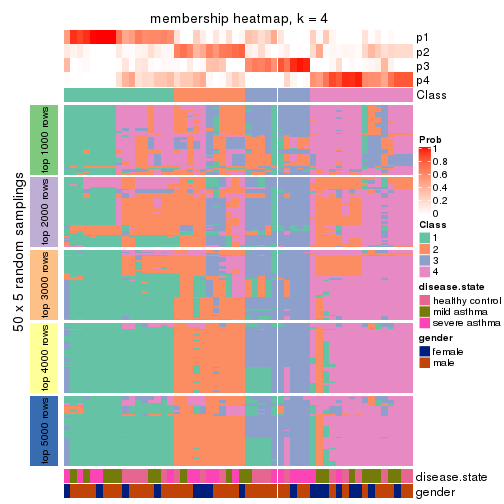 membership heatmap, k = 4
p1
p2
p3
p4
Class
50 x 5 random samplings
top 1000 rows
top 2000 rows
top 3000 rows
top 4000 rows
top 5000 rows
Prob
1
0.8
0.6
0.4
0.2
0
Class
1
2
3
4
disease.state
healthy control
mild asthma
severe asthma
gender
female
male
disease.state
gender